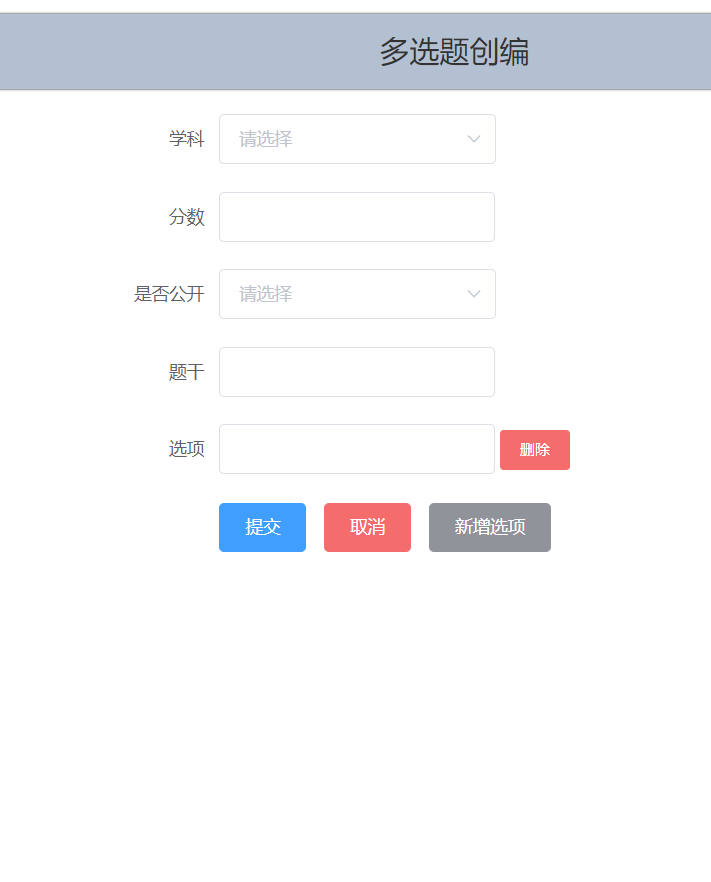 多选题创编
学科 请选择
分数
是否公开 请选择
题干
选项 删除
提交 取消 新增选项